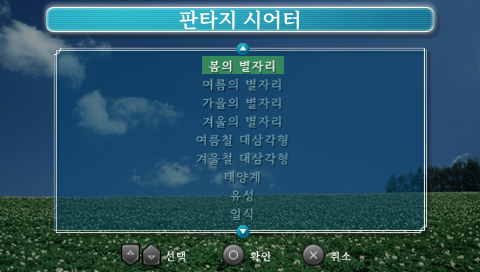 판타지 시어터
봄의 별자리
여름의 별자리
가을의 별자리
겨울의 별자리
여름철 대삼각형
겨울철 대삼각형
태양계
유성
일식
선택 확인 취소